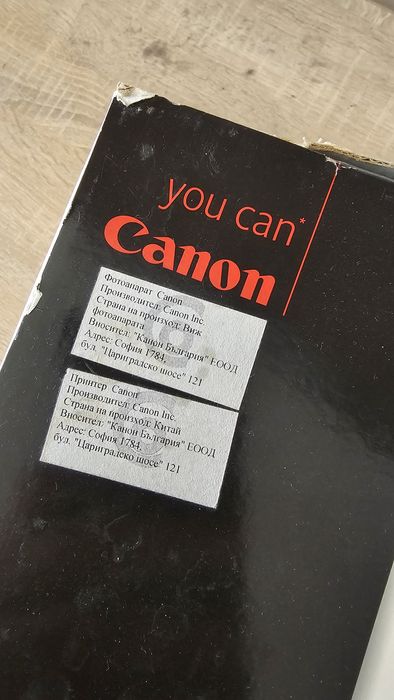 you can*
Canon
Фотоапарат Canon
Производител: Canon Inc.
Страна на произход: Виж
фотоапарата
Вносител: "Канон България" ЕООД
Адрес: София 1784,
бул. "Цариградско шосе" 121
Принтер Canon
Производител: Canon Inc.
Страна на произход: Китай
Вносител: "Канон България" ЕООД
Адрес: София 1784,
бул. "Цариградско шосе" 121